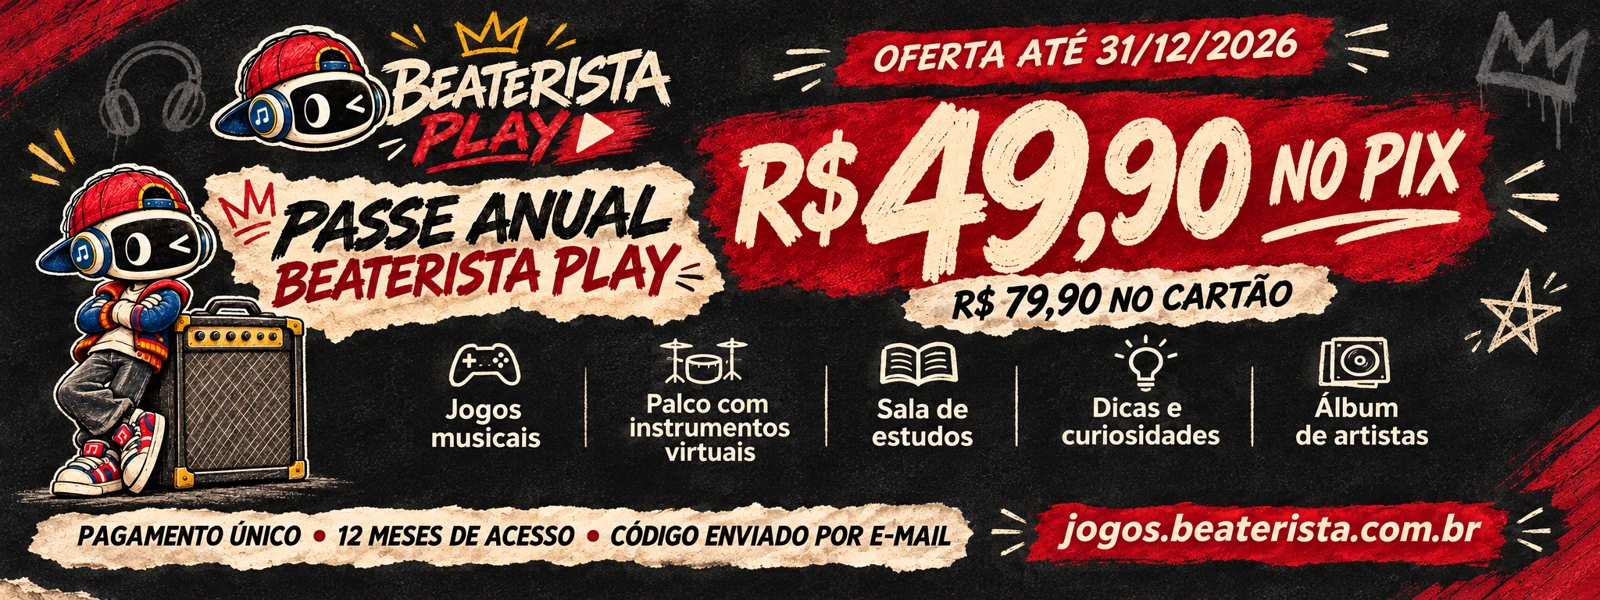 BEATERISTA
PLAY
OFERTA ATÉ 31/12/2026
R$ 49,90 NO PIX
R$ 79,90 NO CARTÃO
PASSE ANUAL
BEATERISTA PLAY
Jogos
musicais
Palco com
instrumentos
virtuais
Sala de
estudos
Dicas e
curiosidades
Álbum
de artistas
PAGAMENTO ÚNICO • 12 MESES DE ACESSO • CÓDIGO ENVIADO POR E-MAIL
jogos.beaterista.com.br